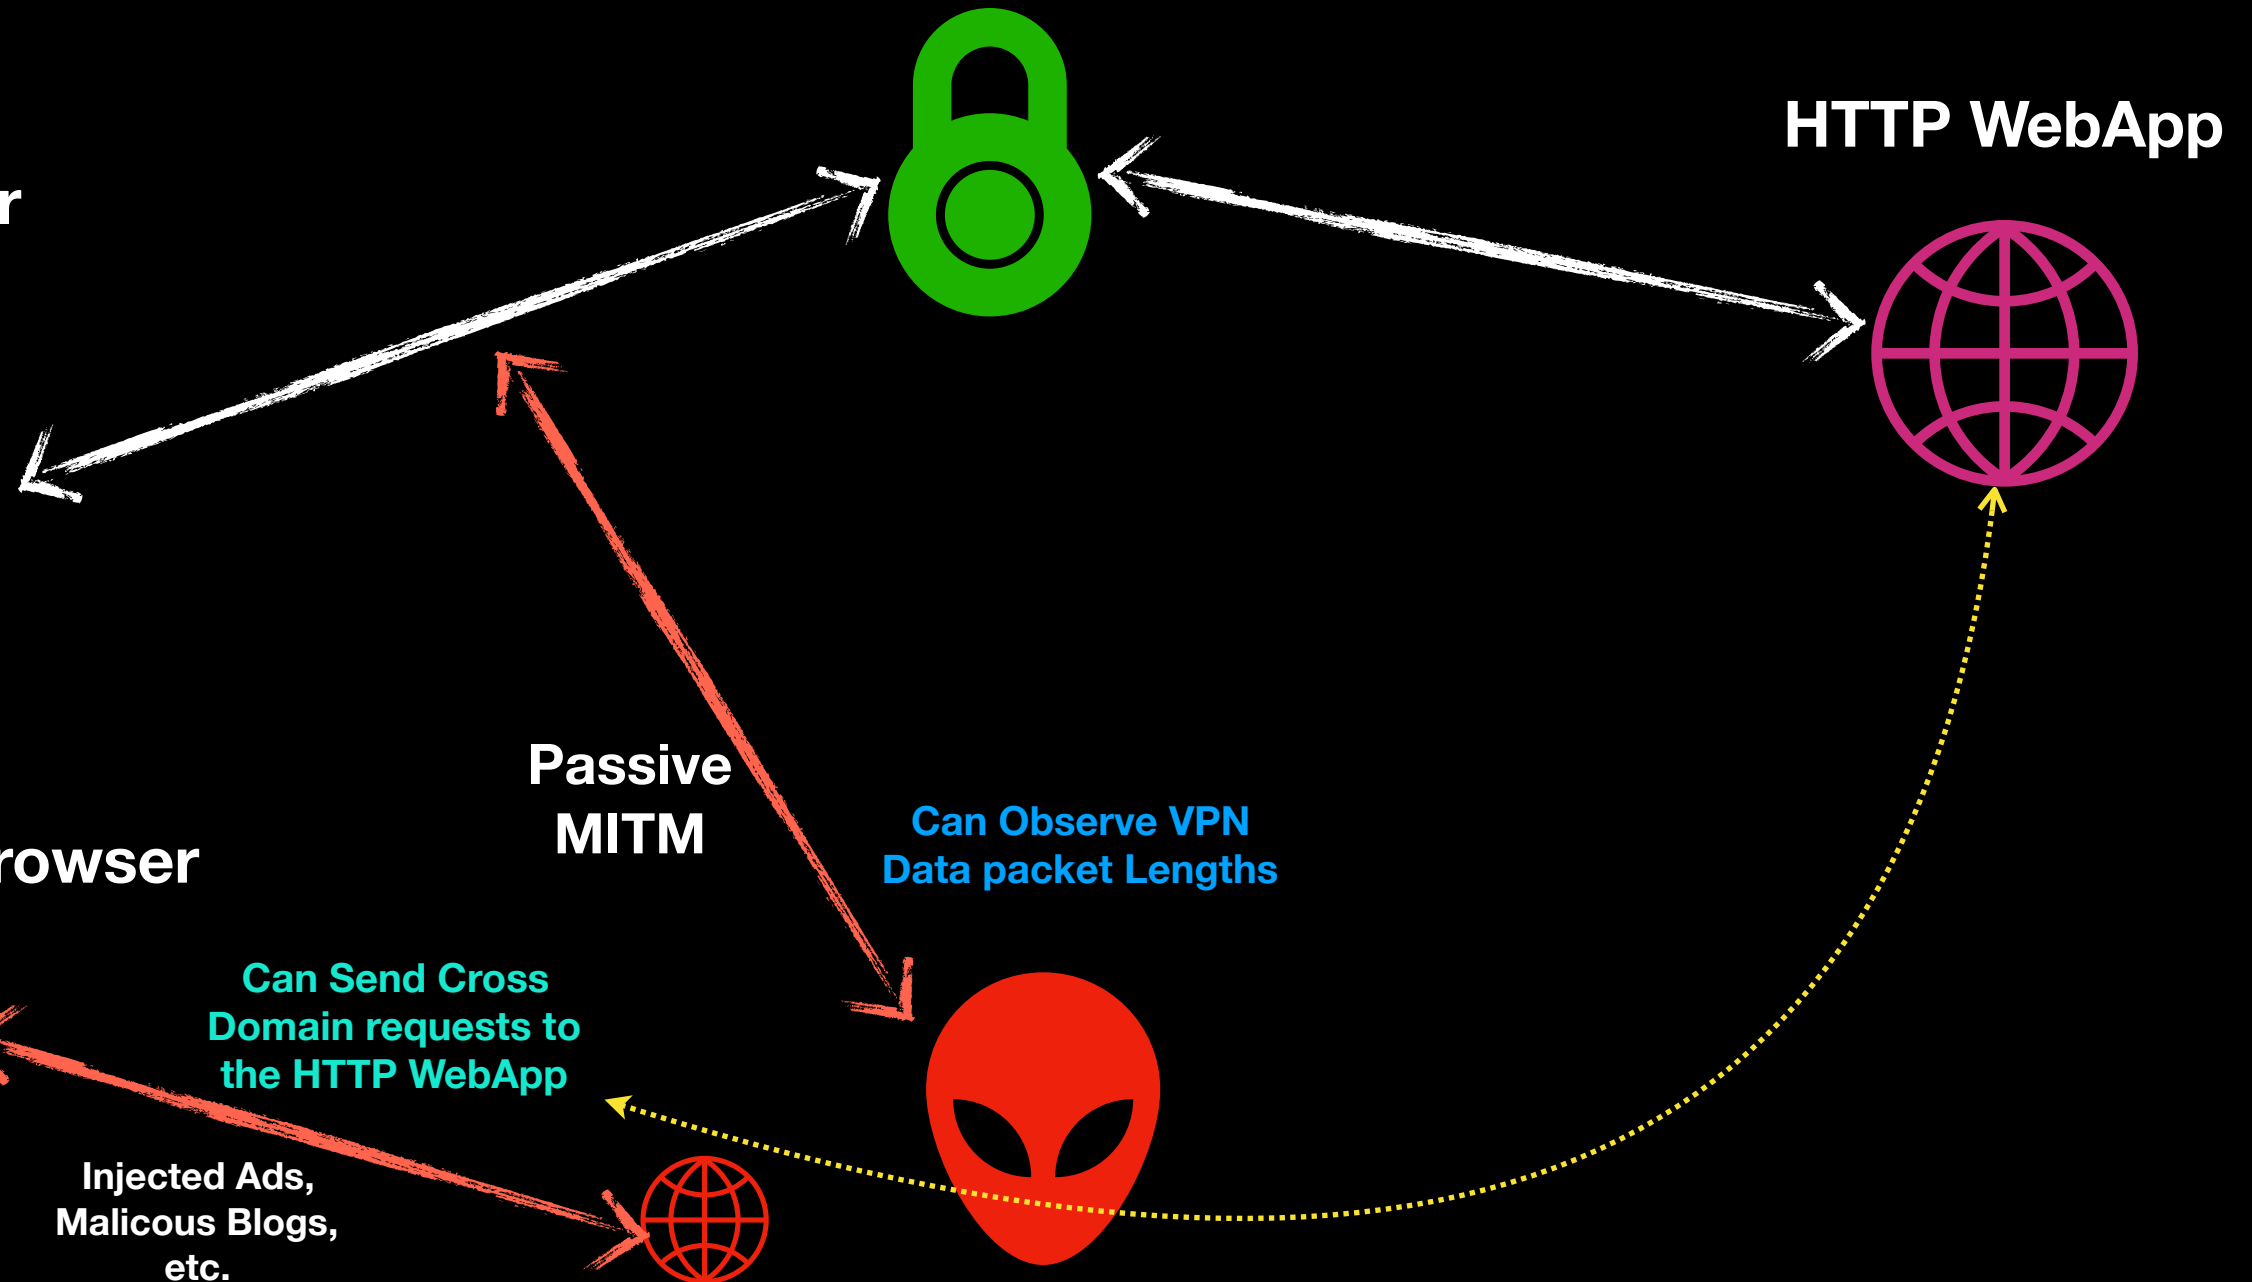 HTTP WebApp
r
Passive
MITM
Can Observe VPN
Data packet Lengths
rowser
Can Send Cross
Domain requests to
the HTTP WebApp
Injected Ads,
Malicous Blogs,
etc.